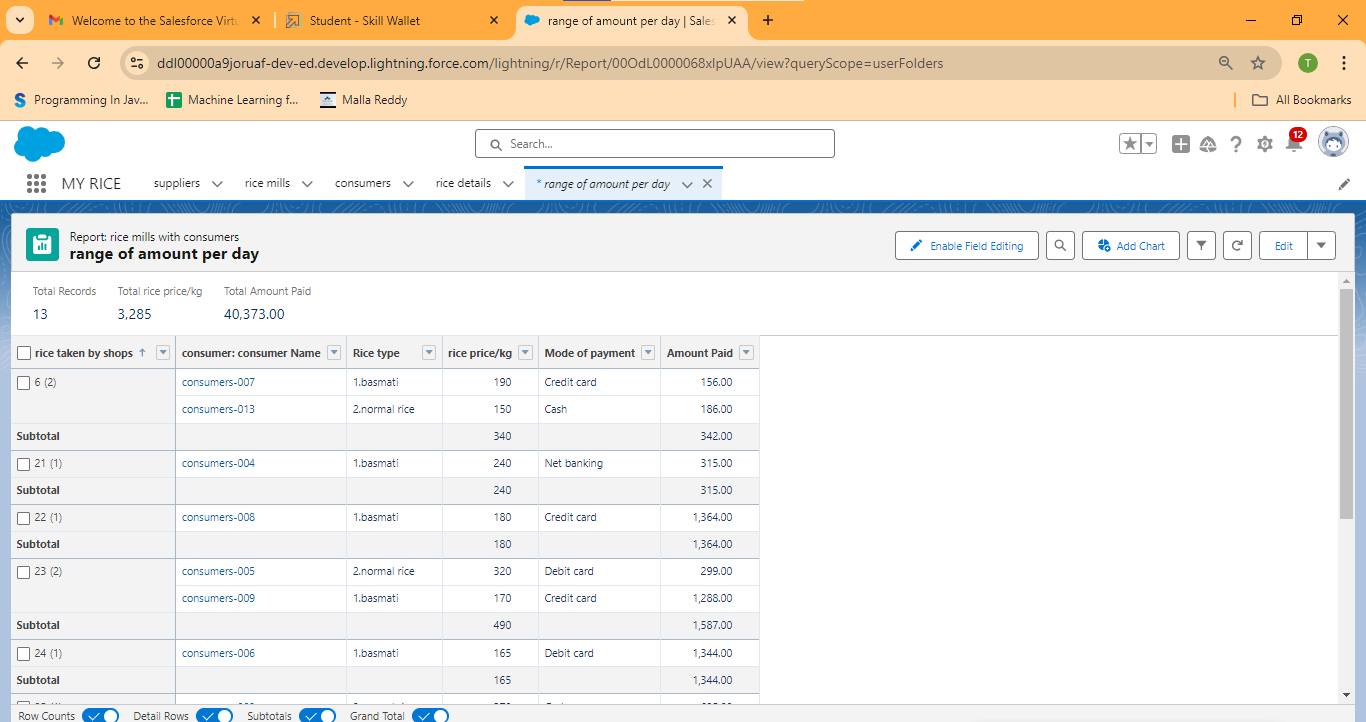 Welcome to the Salesforce Virtu
Student - Skill Wallet
range of amount per day | Sales
ddl00000a9joruaf-dev-ed.develop.lightning.force.com/lightning/r/Report/00OdL0000068xlpUAA/view?queryScope=userFolders
T
Programming In Jav...
Machine Learning f...
Malla Reddy
All Bookmarks
Search...
12
MY RICE
suppliers
rice mills
consumers
rice details
* range of amount per day
Report: rice mills with consumers
range of amount per day
Enable Field Editing
Add Chart
Edit
Total Records Total rice price/kg Total Amount Paid
13 3,285 40,373.00
rice taken by shops ↑ consumer: consumer Name Rice type rice price/kg Mode of payment Amount Paid
6 (2) consumers-007 1.basmati 190 Credit card 156.00
consumers-013 2.normal rice 150 Cash 186.00
Subtotal 340 342.00
21 (1) consumers-004 1.basmati 240 Net banking 315.00
Subtotal 240 315.00
22 (1) consumers-008 1.basmati 180 Credit card 1,364.00
Subtotal 180 1,364.00
23 (2) consumers-005 2.normal rice 320 Debit card 299.00
consumers-009 1.basmati 170 Credit card 1,288.00
Subtotal 490 1,587.00
24 (1) consumers-006 1.basmati 165 Debit card 1,344.00
Subtotal 165 1,344.00
Row Counts Detail Rows Subtotals Grand Total